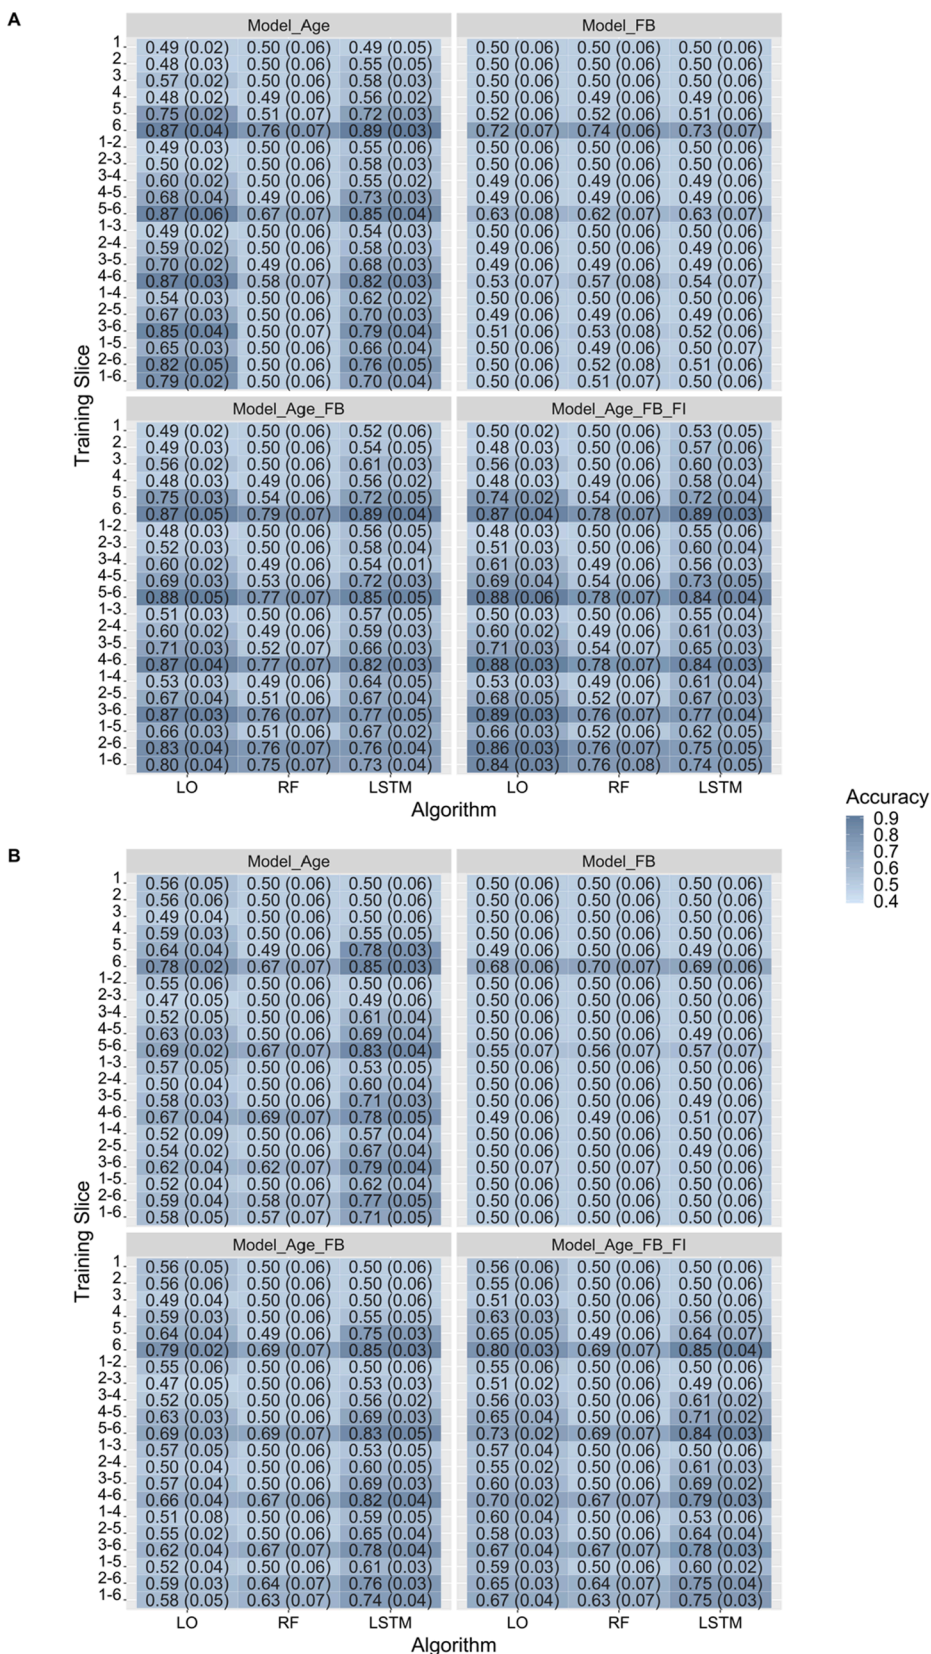 A
Model_Age Model_FB
1 0.49 (0.02) 0.50 (0.06) 0.49 (0.05) 0.50 (0.06) 0.50 (0.06) 0.50 (0.06)
2 0.48 (0.03) 0.50 (0.06) 0.55 (0.05) 0.50 (0.06) 0.50 (0.06) 0.50 (0.06)
3 0.57 (0.02) 0.50 (0.06) 0.58 (0.03) 0.50 (0.06) 0.50 (0.06) 0.50 (0.06)
4 0.48 (0.02) 0.49 (0.06) 0.56 (0.02) 0.50 (0.06) 0.49 (0.06) 0.49 (0.06)
5 0.75 (0.02) 0.51 (0.07) 0.72 (0.03) 0.52 (0.06) 0.52 (0.06) 0.51 (0.06)
6 0.87 (0.04) 0.76 (0.07) 0.89 (0.03) 0.72 (0.07) 0.74 (0.06) 0.73 (0.07)
1-2 0.49 (0.03) 0.50 (0.06) 0.55 (0.06) 0.50 (0.06) 0.50 (0.06) 0.50 (0.06)
2-3 0.50 (0.02) 0.50 (0.06) 0.58 (0.03) 0.50 (0.06) 0.50 (0.06) 0.50 (0.06)
3-4 0.60 (0.02) 0.50 (0.06) 0.55 (0.02) 0.49 (0.06) 0.49 (0.06) 0.49 (0.06)
4-5 0.68 (0.04) 0.49 (0.06) 0.73 (0.03) 0.49 (0.06) 0.49 (0.06) 0.49 (0.06)
5-6 0.87 (0.06) 0.67 (0.07) 0.85 (0.04) 0.63 (0.08) 0.62 (0.07) 0.63 (0.07)
1-3 0.49 (0.02) 0.50 (0.06) 0.54 (0.03) 0.50 (0.06) 0.50 (0.06) 0.50 (0.06)
2-4 0.59 (0.02) 0.50 (0.06) 0.58 (0.03) 0.49 (0.06) 0.50 (0.06) 0.49 (0.06)
3-5 0.70 (0.02) 0.49 (0.06) 0.68 (0.03) 0.49 (0.06) 0.49 (0.06) 0.49 (0.06)
4-6 0.87 (0.03) 0.58 (0.07) 0.82 (0.03) 0.53 (0.07) 0.57 (0.08) 0.54 (0.07)
1-4 0.54 (0.03) 0.50 (0.06) 0.62 (0.02) 0.50 (0.06) 0.50 (0.06) 0.50 (0.06)
2-5 0.67 (0.03) 0.50 (0.06) 0.70 (0.03) 0.49 (0.06) 0.49 (0.06) 0.49 (0.06)
3-6 0.85 (0.04) 0.50 (0.07) 0.79 (0.04) 0.51 (0.06) 0.53 (0.08) 0.52 (0.06)
1-5 0.65 (0.03) 0.50 (0.06) 0.66 (0.04) 0.50 (0.06) 0.49 (0.06) 0.50 (0.07)
2-6 0.82 (0.05) 0.50 (0.06) 0.76 (0.05) 0.50 (0.06) 0.52 (0.08) 0.51 (0.06)
1-6 0.79 (0.02) 0.50 (0.06) 0.70 (0.04) 0.50 (0.06) 0.51 (0.07) 0.50 (0.06)
Training Slice
Model_Age_FB Model_Age_FB_FI
1 0.49 (0.02) 0.50 (0.06) 0.52 (0.06) 0.50 (0.02) 0.50 (0.06) 0.53 (0.05)
2 0.49 (0.03) 0.50 (0.06) 0.54 (0.05) 0.48 (0.03) 0.50 (0.06) 0.57 (0.06)
3 0.56 (0.02) 0.50 (0.06) 0.61 (0.03) 0.56 (0.03) 0.50 (0.06) 0.60 (0.03)
4 0.48 (0.03) 0.49 (0.06) 0.56 (0.02) 0.48 (0.03) 0.49 (0.06) 0.58 (0.04)
5 0.75 (0.03) 0.54 (0.06) 0.72 (0.05) 0.74 (0.02) 0.54 (0.06) 0.72 (0.04)
6 0.87 (0.05) 0.79 (0.07) 0.89 (0.04) 0.87 (0.04) 0.78 (0.07) 0.89 (0.03)
1-2 0.48 (0.03) 0.50 (0.06) 0.56 (0.05) 0.48 (0.03) 0.50 (0.06) 0.55 (0.06)
2-3 0.52 (0.03) 0.50 (0.06) 0.58 (0.04) 0.51 (0.03) 0.50 (0.06) 0.60 (0.04)
3-4 0.60 (0.02) 0.49 (0.06) 0.54 (0.01) 0.61 (0.03) 0.49 (0.06) 0.56 (0.03)
4-5 0.69 (0.03) 0.53 (0.06) 0.72 (0.03) 0.69 (0.04) 0.54 (0.06) 0.73 (0.05)
5-6 0.88 (0.05) 0.77 (0.07) 0.85 (0.05) 0.88 (0.06) 0.78 (0.07) 0.84 (0.04)
1-3 0.51 (0.03) 0.50 (0.06) 0.57 (0.05) 0.50 (0.03) 0.50 (0.06) 0.55 (0.04)
2-4 0.60 (0.02) 0.49 (0.06) 0.59 (0.03) 0.60 (0.02) 0.49 (0.06) 0.61 (0.03)
3-5 0.71 (0.03) 0.52 (0.07) 0.66 (0.03) 0.71 (0.03) 0.54 (0.07) 0.65 (0.03)
4-6 0.87 (0.04) 0.77 (0.07) 0.82 (0.03) 0.88 (0.03) 0.78 (0.07) 0.84 (0.03)
1-4 0.53 (0.03) 0.49 (0.06) 0.64 (0.05) 0.53 (0.03) 0.49 (0.06) 0.61 (0.04)
2-5 0.67 (0.04) 0.51 (0.06) 0.67 (0.04) 0.68 (0.05) 0.52 (0.07) 0.67 (0.03)
3-6 0.87 (0.03) 0.76 (0.07) 0.77 (0.05) 0.89 (0.03) 0.76 (0.07) 0.77 (0.04)
1-5 0.66 (0.03) 0.51 (0.06) 0.67 (0.02) 0.66 (0.03) 0.52 (0.06) 0.62 (0.05)
2-6 0.83 (0.04) 0.76 (0.07) 0.76 (0.04) 0.86 (0.03) 0.76 (0.07) 0.75 (0.05)
1-6 0.80 (0.04) 0.75 (0.07) 0.73 (0.04) 0.84 (0.03) 0.76 (0.08) 0.74 (0.05)
LO RF LSTM LO RF LSTM
Algorithm
Accuracy
0.9
0.8
0.7
0.6
0.5
0.4
B
Model_Age Model_FB
1 0.56 (0.05) 0.50 (0.06) 0.50 (0.06) 0.50 (0.06) 0.50 (0.06) 0.50 (0.06)
2 0.56 (0.06) 0.50 (0.06) 0.50 (0.06) 0.50 (0.06) 0.50 (0.06) 0.50 (0.06)
3 0.49 (0.04) 0.50 (0.06) 0.50 (0.06) 0.50 (0.06) 0.50 (0.06) 0.50 (0.06)
4 0.59 (0.03) 0.50 (0.06) 0.55 (0.05) 0.50 (0.06) 0.50 (0.06) 0.50 (0.06)
5 0.64 (0.04) 0.49 (0.06) 0.78 (0.03) 0.49 (0.06) 0.50 (0.06) 0.49 (0.06)
6 0.78 (0.02) 0.67 (0.07) 0.85 (0.03) 0.68 (0.06) 0.70 (0.07) 0.69 (0.06)
1-2 0.55 (0.06) 0.50 (0.06) 0.50 (0.06) 0.50 (0.06) 0.50 (0.06) 0.50 (0.06)
2-3 0.47 (0.05) 0.50 (0.06) 0.49 (0.06) 0.50 (0.06) 0.50 (0.06) 0.50 (0.06)
3-4 0.52 (0.05) 0.50 (0.06) 0.61 (0.04) 0.50 (0.06) 0.50 (0.06) 0.50 (0.06)
4-5 0.63 (0.03) 0.50 (0.06) 0.69 (0.04) 0.50 (0.06) 0.50 (0.06) 0.49 (0.06)
5-6 0.69 (0.02) 0.67 (0.07) 0.83 (0.04) 0.55 (0.07) 0.56 (0.07) 0.57 (0.07)
1-3 0.57 (0.05) 0.50 (0.06) 0.53 (0.05) 0.50 (0.06) 0.50 (0.06) 0.50 (0.06)
2-4 0.50 (0.04) 0.50 (0.06) 0.60 (0.04) 0.50 (0.06) 0.50 (0.06) 0.50 (0.06)
3-5 0.58 (0.03) 0.50 (0.06) 0.71 (0.03) 0.50 (0.06) 0.50 (0.06) 0.49 (0.06)
4-6 0.67 (0.04) 0.69 (0.07) 0.78 (0.05) 0.49 (0.06) 0.49 (0.06) 0.51 (0.07)
1-4 0.52 (0.09) 0.50 (0.06) 0.57 (0.04) 0.50 (0.06) 0.50 (0.06) 0.50 (0.06)
2-5 0.54 (0.02) 0.50 (0.06) 0.67 (0.04) 0.50 (0.06) 0.50 (0.06) 0.49 (0.06)
3-6 0.62 (0.04) 0.62 (0.07) 0.79 (0.04) 0.50 (0.07) 0.50 (0.07) 0.50 (0.06)
1-5 0.52 (0.04) 0.50 (0.06) 0.62 (0.04) 0.50 (0.06) 0.50 (0.06) 0.50 (0.06)
2-6 0.59 (0.04) 0.58 (0.07) 0.77 (0.05) 0.50 (0.06) 0.50 (0.06) 0.50 (0.06)
1-6 0.58 (0.05) 0.57 (0.07) 0.71 (0.05) 0.50 (0.06) 0.50 (0.06) 0.50 (0.06)
Training Slice
Model_Age_FB Model_Age_FB_FI
1 0.56 (0.05) 0.50 (0.06) 0.50 (0.06) 0.56 (0.06) 0.50 (0.06) 0.50 (0.06)
2 0.56 (0.06) 0.50 (0.06) 0.50 (0.06) 0.55 (0.06) 0.50 (0.06) 0.50 (0.06)
3 0.49 (0.04) 0.50 (0.06) 0.50 (0.06) 0.51 (0.03) 0.50 (0.06) 0.50 (0.06)
4 0.59 (0.03) 0.50 (0.06) 0.55 (0.05) 0.63 (0.03) 0.50 (0.06) 0.56 (0.05)
5 0.64 (0.04) 0.49 (0.06) 0.75 (0.03) 0.65 (0.05) 0.49 (0.06) 0.64 (0.07)
6 0.79 (0.02) 0.69 (0.07) 0.85 (0.03) 0.80 (0.03) 0.69 (0.07) 0.85 (0.04)
1-2 0.55 (0.06) 0.50 (0.06) 0.50 (0.06) 0.55 (0.06) 0.50 (0.06) 0.50 (0.06)
2-3 0.47 (0.05) 0.50 (0.06) 0.53 (0.03) 0.51 (0.02) 0.50 (0.06) 0.49 (0.06)
3-4 0.52 (0.05) 0.50 (0.06) 0.56 (0.02) 0.56 (0.03) 0.50 (0.06) 0.61 (0.02)
4-5 0.63 (0.03) 0.50 (0.06) 0.69 (0.03) 0.65 (0.04) 0.50 (0.06) 0.71 (0.02)
5-6 0.69 (0.03) 0.69 (0.07) 0.83 (0.05) 0.73 (0.02) 0.69 (0.07) 0.84 (0.03)
1-3 0.57 (0.05) 0.50 (0.06) 0.53 (0.05) 0.57 (0.04) 0.50 (0.06) 0.50 (0.06)
2-4 0.50 (0.04) 0.50 (0.06) 0.60 (0.05) 0.55 (0.02) 0.50 (0.06) 0.61 (0.03)
3-5 0.57 (0.04) 0.50 (0.06) 0.69 (0.03) 0.60 (0.03) 0.50 (0.06) 0.69 (0.02)
4-6 0.66 (0.04) 0.67 (0.06) 0.82 (0.04) 0.70 (0.02) 0.67 (0.07) 0.79 (0.03)
1-4 0.51 (0.08) 0.50 (0.06) 0.59 (0.05) 0.60 (0.04) 0.50 (0.06) 0.53 (0.06)
2-5 0.55 (0.02) 0.50 (0.06) 0.65 (0.04) 0.58 (0.03) 0.50 (0.06) 0.64 (0.04)
3-6 0.62 (0.04) 0.67 (0.07) 0.78 (0.04) 0.67 (0.04) 0.67 (0.07) 0.78 (0.03)
1-5 0.52 (0.04) 0.50 (0.06) 0.61 (0.03) 0.59 (0.03) 0.50 (0.06) 0.60 (0.02)
2-6 0.59 (0.03) 0.64 (0.07) 0.76 (0.03) 0.65 (0.03) 0.64 (0.07) 0.75 (0.04)
1-6 0.58 (0.05) 0.63 (0.07) 0.74 (0.04) 0.67 (0.04) 0.63 (0.07) 0.75 (0.03)
LO RF LSTM LO RF LSTM
Algorithm